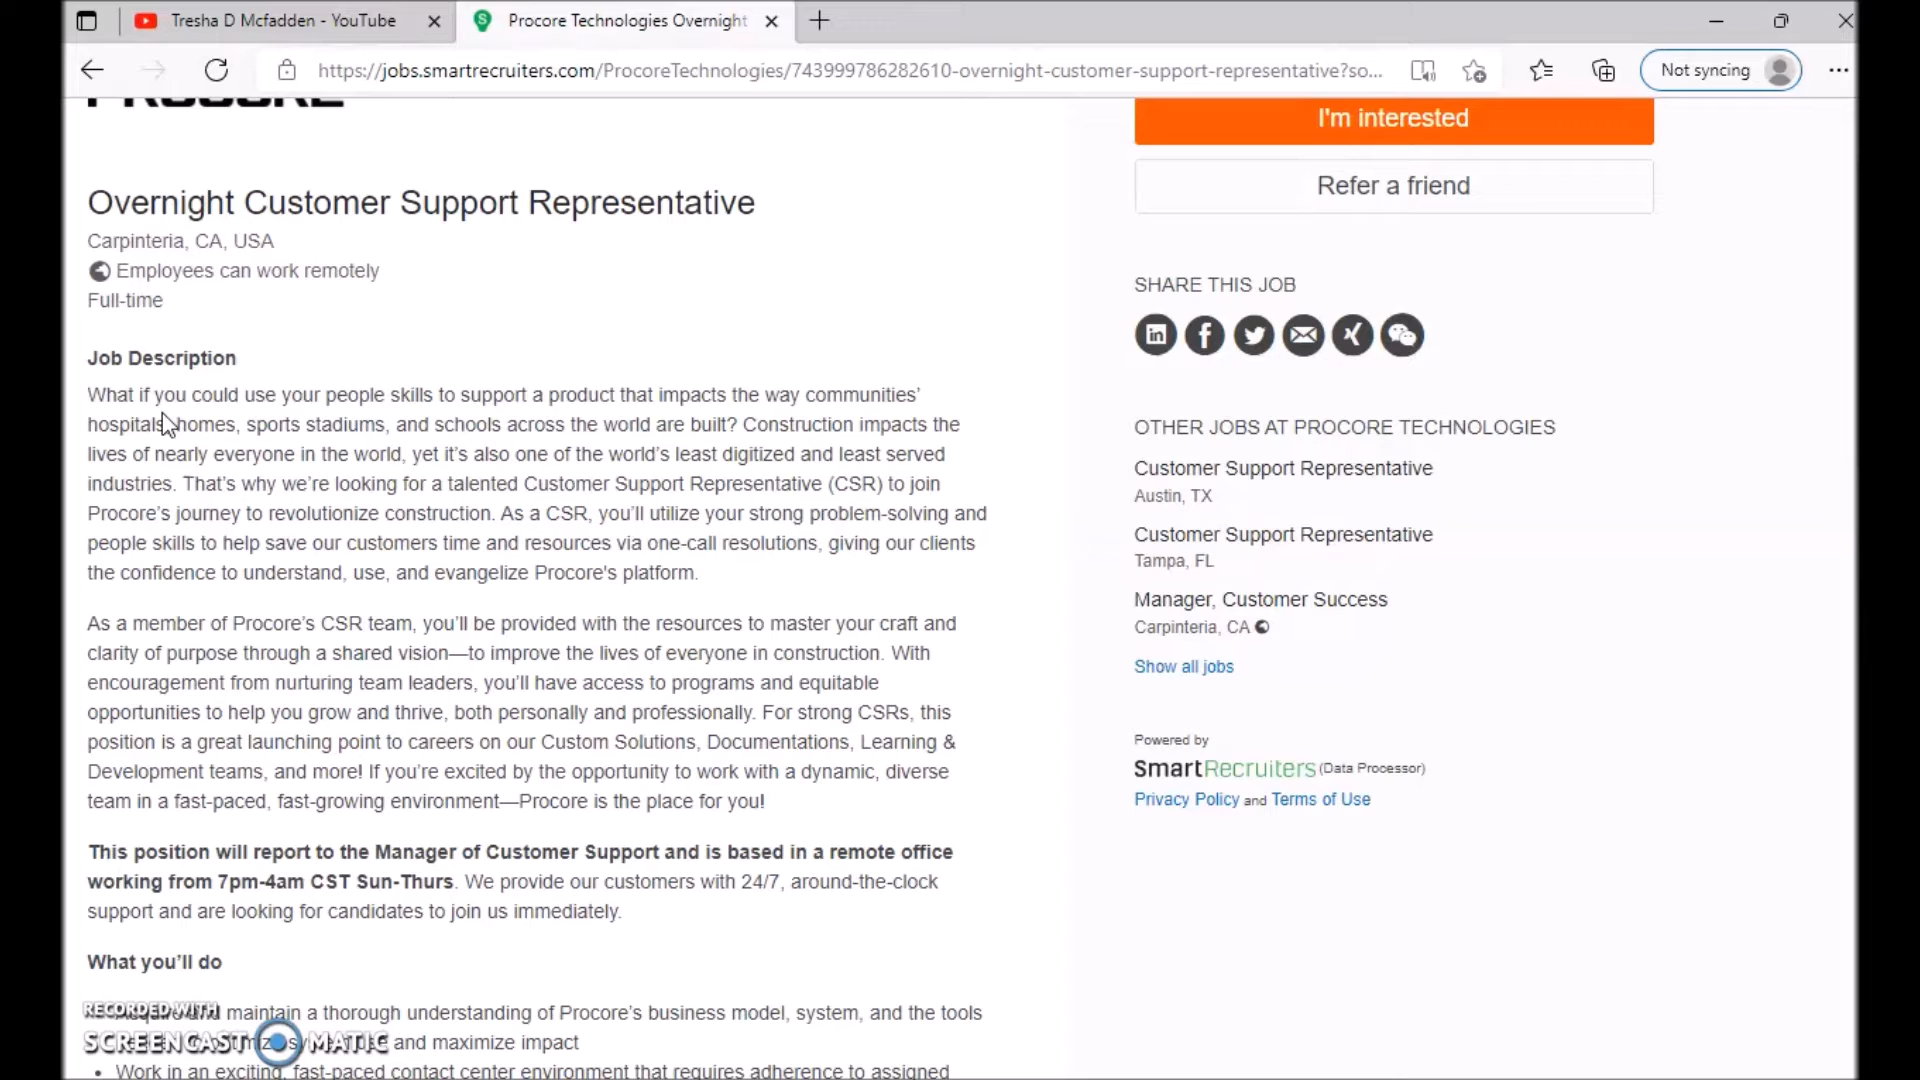 Tresha D Mcfadden - YouTube
Procore Technologies Overnight
https://jobs.smartrecruiters.com/ProcoreTechnologies/743999786282610-overnight-customer-support-representative?so...
Not syncing
PROCORE
I'm interested
Refer a friend
Overnight Customer Support Representative
Carpinteria, CA, USA
Employees can work remotely
Full-time
Job Description
What if you could use your people skills to support a product that impacts the way communities’
hospitals, homes, sports stadiums, and schools across the world are built? Construction impacts the
lives of nearly everyone in the world, yet it’s also one of the world’s least digitized and least served
industries. That’s why we’re looking for a talented Customer Support Representative (CSR) to join
Procore’s journey to revolutionize construction. As a CSR, you’ll utilize your strong problem-solving and
people skills to help save our customers time and resources via one-call resolutions, giving our clients
the confidence to understand, use, and evangelize Procore's platform.
As a member of Procore’s CSR team, you’ll be provided with the resources to master your craft and
clarity of purpose through a shared vision—to improve the lives of everyone in construction. With
encouragement from nurturing team leaders, you’ll have access to programs and equitable
opportunities to help you grow and thrive, both personally and professionally. For strong CSRs, this
position is a great launching point to careers on our Custom Solutions, Documentations, Learning &
Development teams, and more! If you’re excited by the opportunity to work with a dynamic, diverse
team in a fast-paced, fast-growing environment—Procore is the place for you!
This position will report to the Manager of Customer Support and is based in a remote office
working from 7pm-4am CST Sun-Thurs. We provide our customers with 24/7, around-the-clock
support and are looking for candidates to join us immediately.
What you’ll do
maintain a thorough understanding of Procore’s business model, system, and the tools
and maximize impact
Work in an exciting, fast-paced contact center environment that requires adherence to assigned
SHARE THIS JOB
OTHER JOBS AT PROCORE TECHNOLOGIES
Customer Support Representative
Austin, TX
Customer Support Representative
Tampa, FL
Manager, Customer Success
Carpinteria, CA
Show all jobs
Powered by
SmartRecruiters (Data Processor)
Privacy Policy and Terms of Use
RECORDED WITH
SCREENCAST MATIC